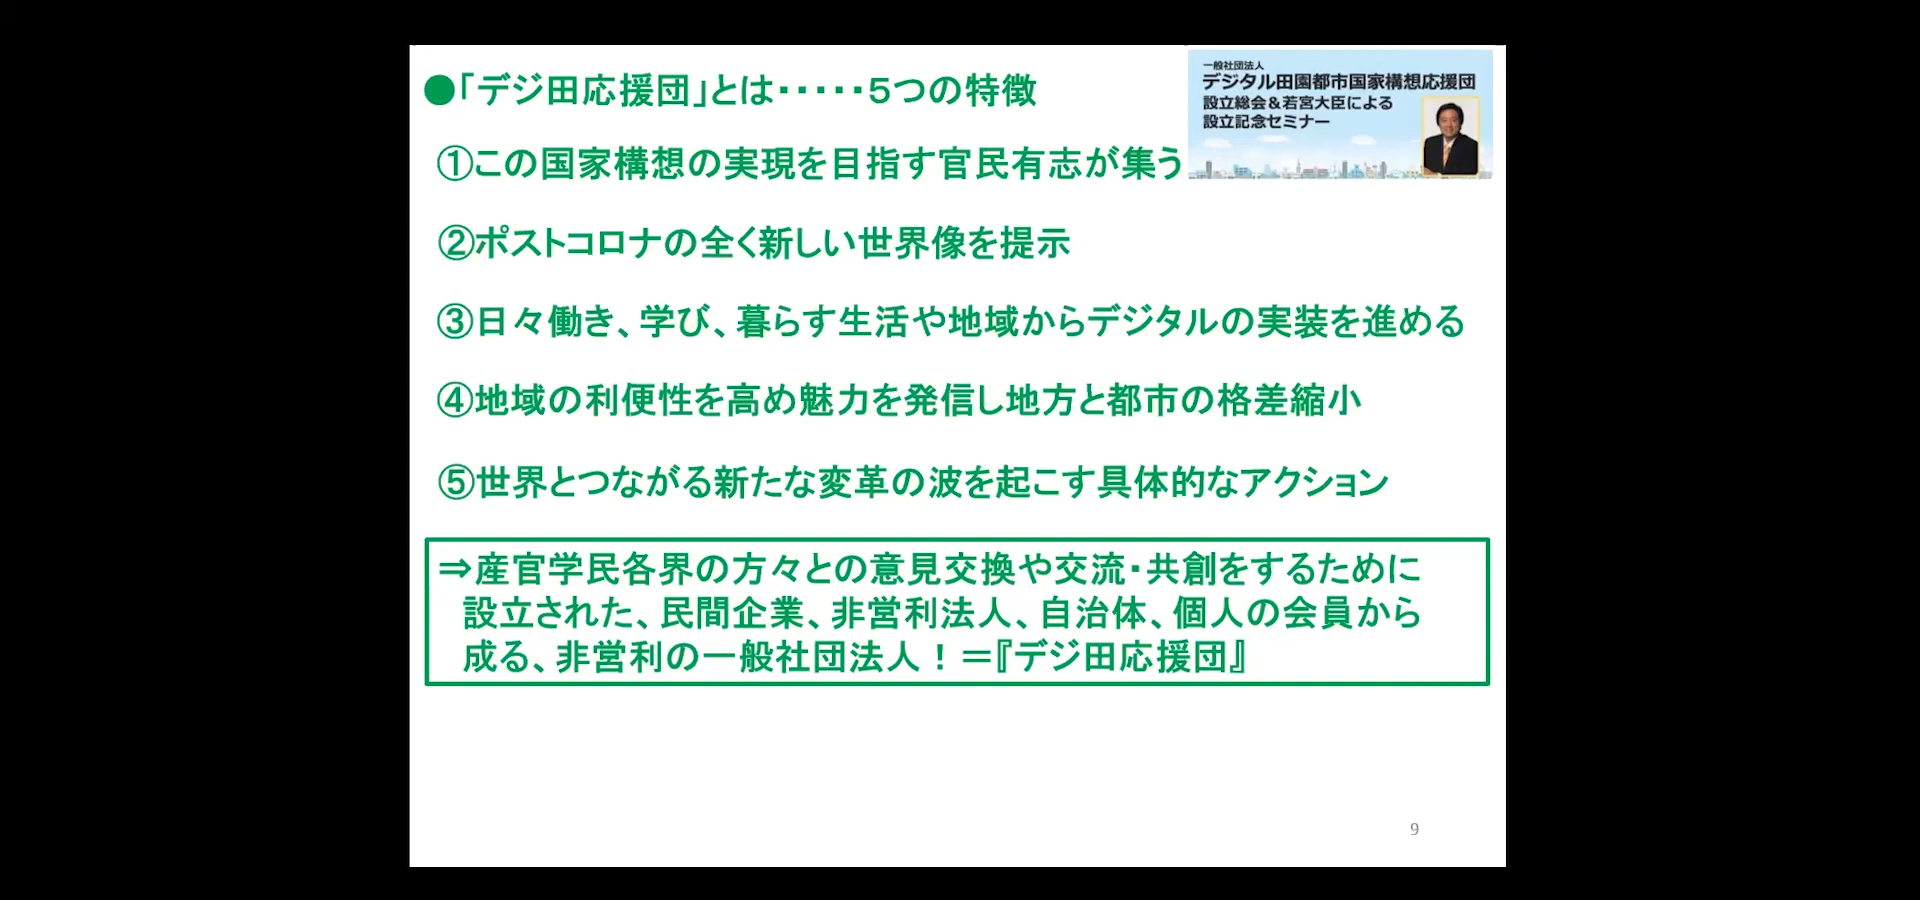 ●「デジ田応援団」とは・・・・・５つの特徴
一般社団法人
デジタル田園都市国家構想応援団
設立総会＆若宮大臣による
設立記念セミナー
①この国家構想の実現を目指す官民有志が集う
②ポストコロナの全く新しい世界像を提示
③日々働き、学び、暮らす生活や地域からデジタルの実装を進める
④地域の利便性を高め魅力を発信し地方と都市の格差縮小
⑤世界とつながる新たな変革の波を起こす具体的なアクション
⇒産官学民各界の方々との意見交換や交流・共創をするために
設立された、民間企業、非営利法人、自治体、個人の会員から
成る、非営利の一般社団法人！＝『デジ田応援団』
9